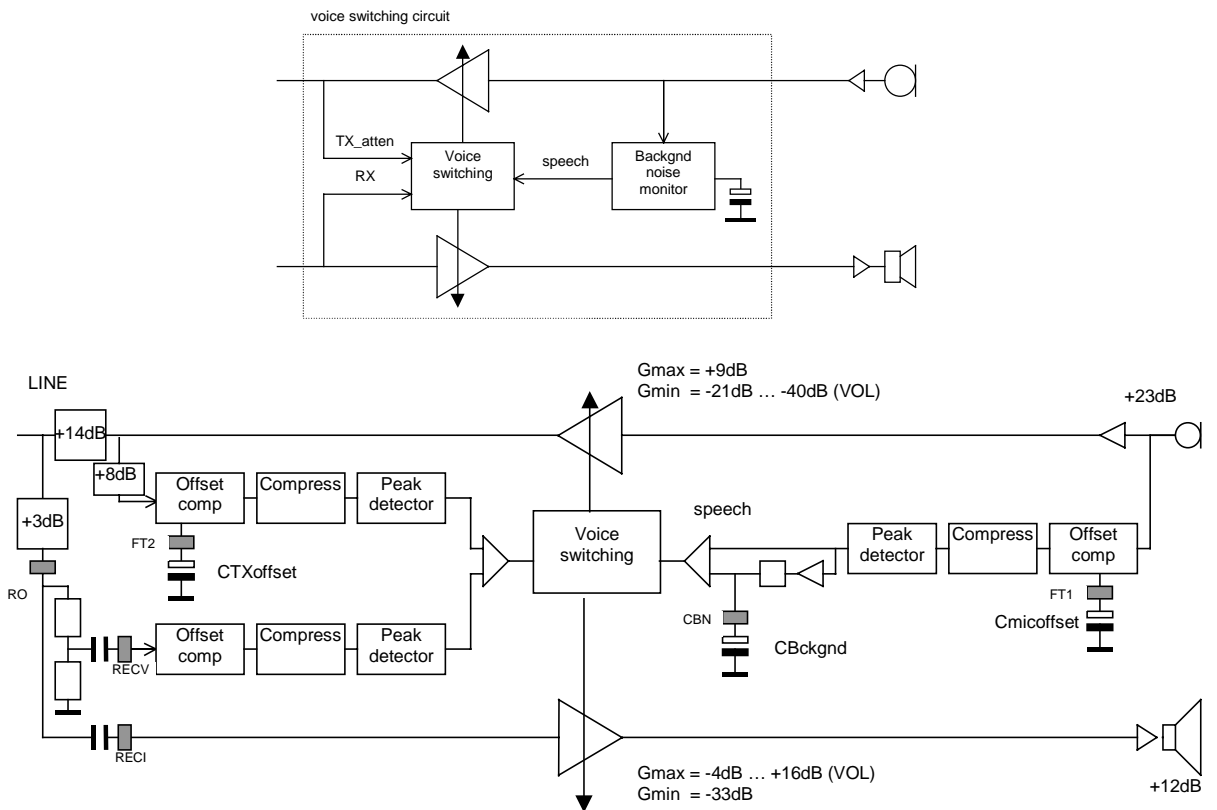 voice switching circuit
TX_atten
RX
Voice
switching
speech
Backgnd
noise
monitor
LINE
Gmax = +9dB
Gmin = -21dB … -40dB (VOL)
+23dB
+14dB
+8dB
+3dB
Offset
comp
Compress
Peak
detector
FT2
CTXoffset
RO
Offset
comp
Compress
Peak
detector
RECV
RECI
Voice
switching
speech
Peak
detector
Compress
Offset
comp
CBN
CBckgnd
FT1
Cmicoffset
Gmax = -4dB … +16dB (VOL)
Gmin = -33dB
+12dB